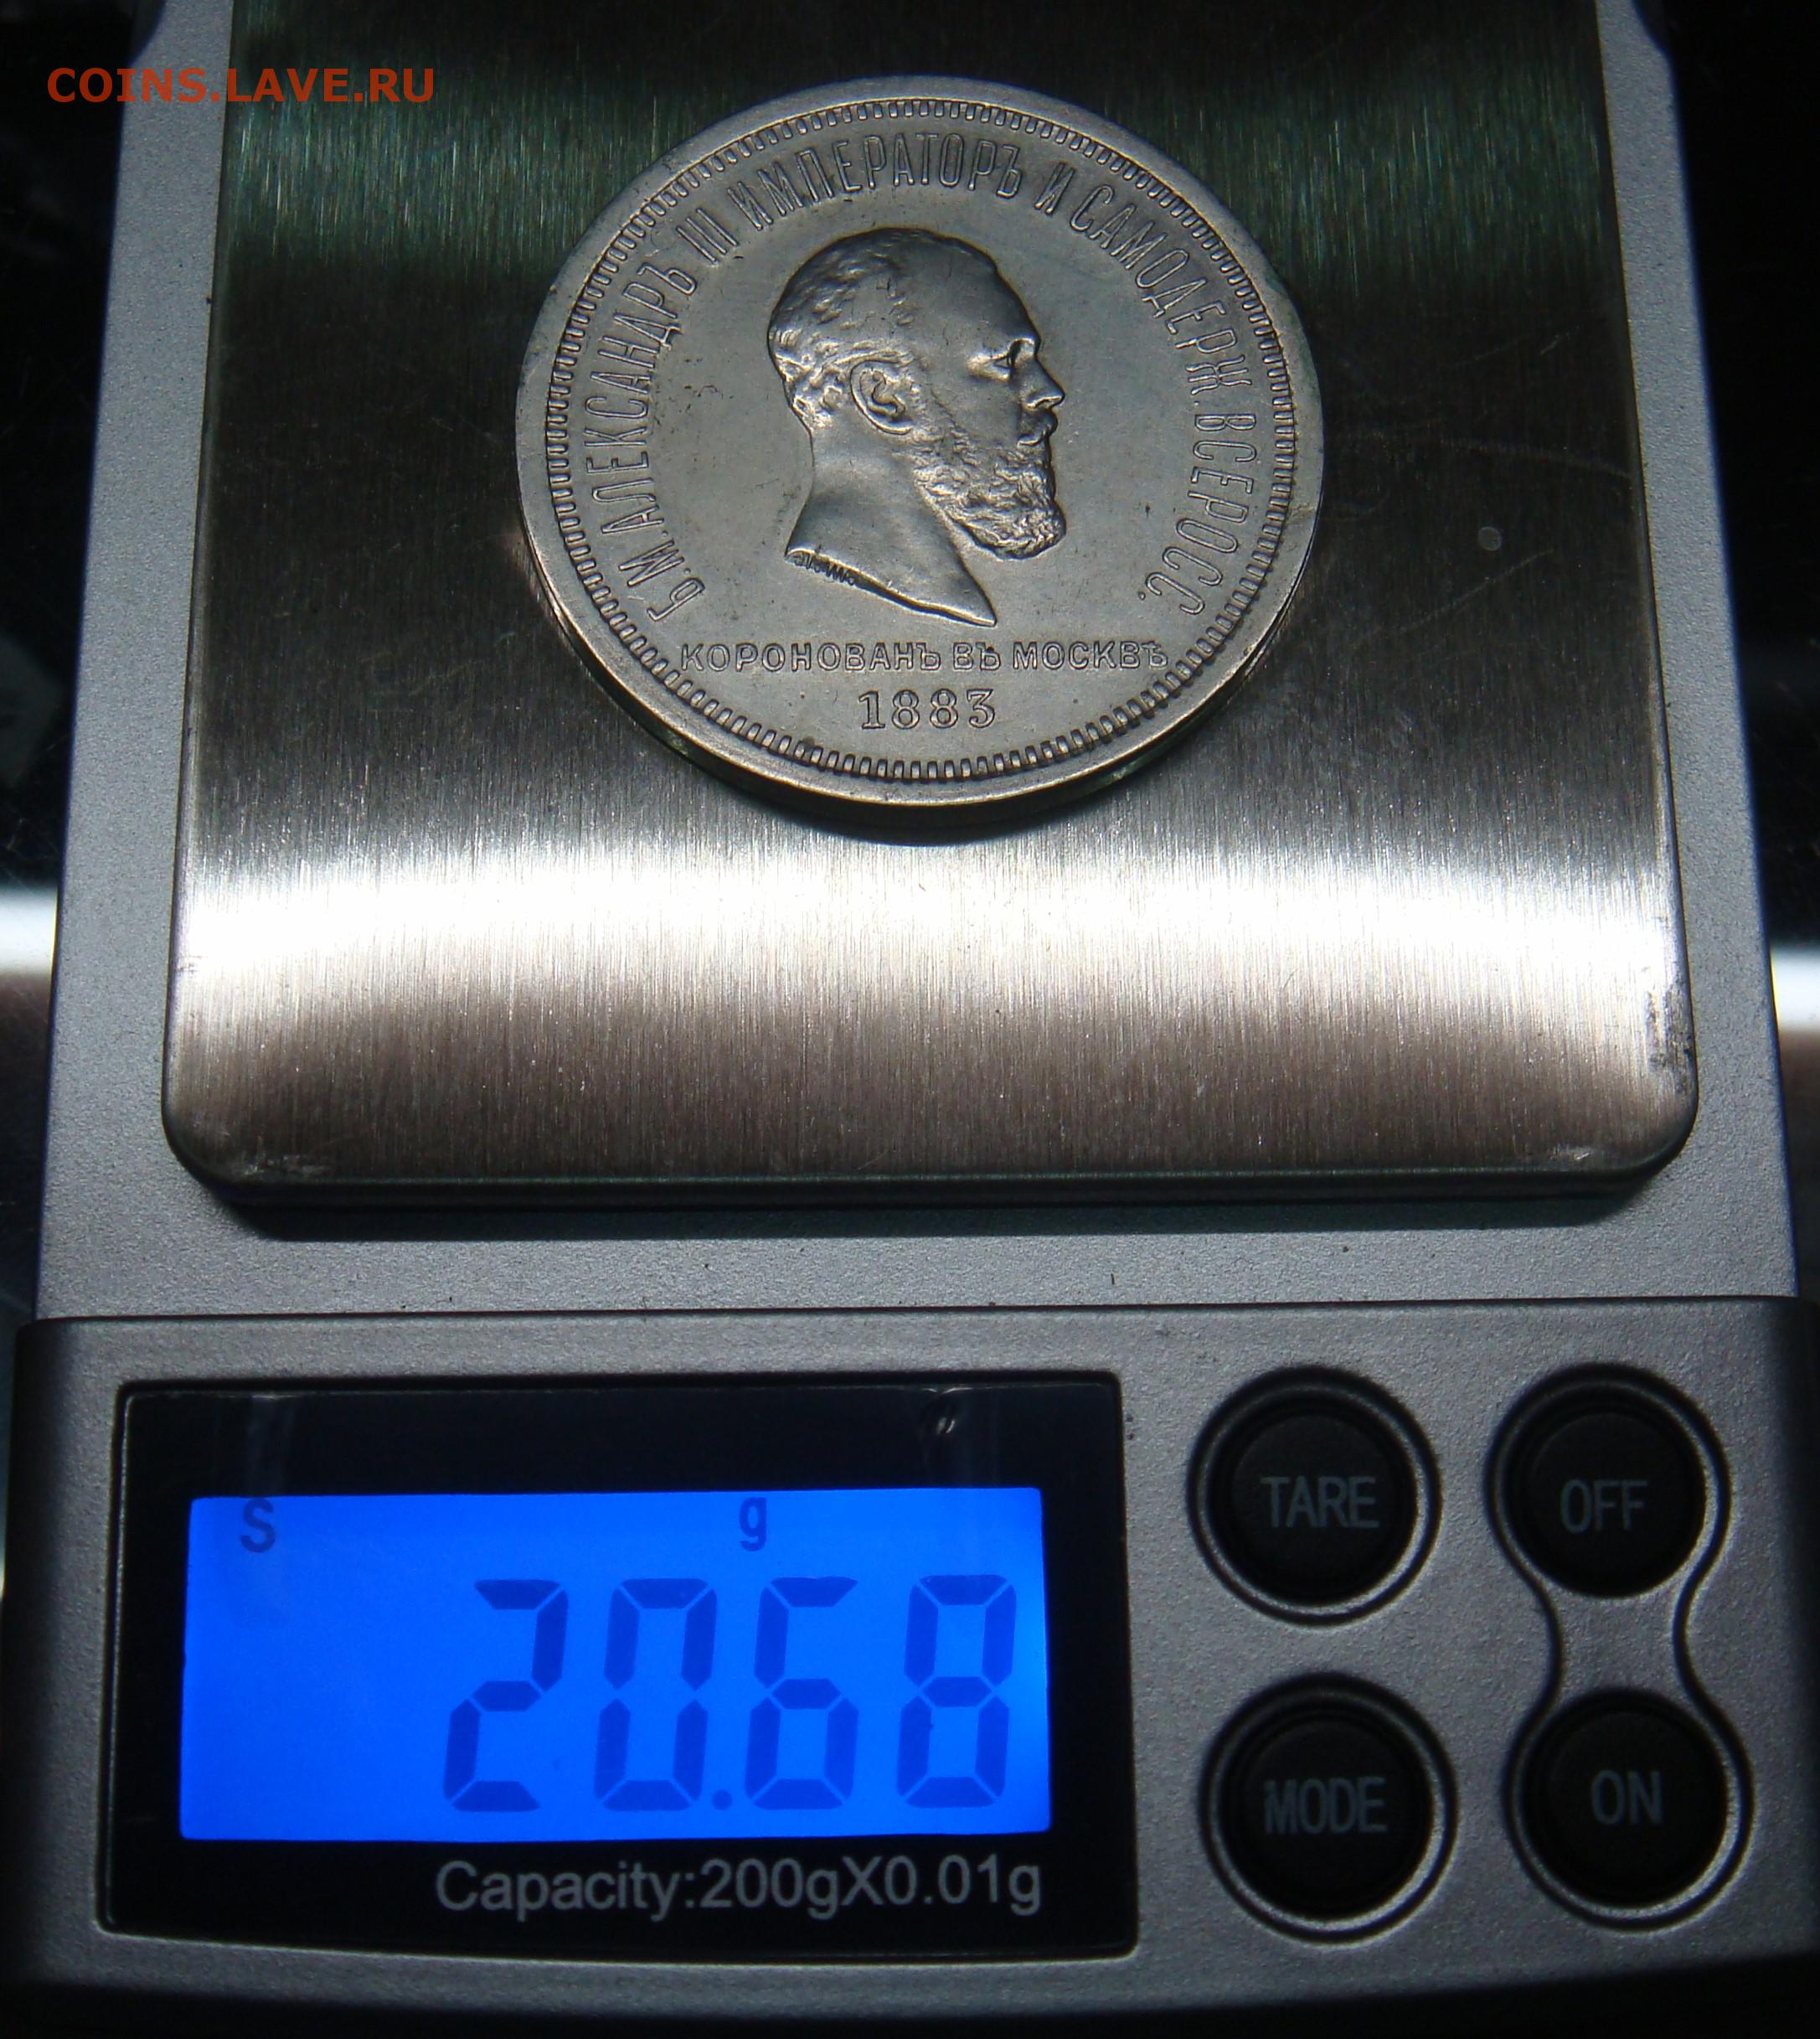 COINS.LAVE.RU
Б.М.АЛЕКСАНДРЪ III ИМПЕРАТОРЪ И САМОДЕРЖ ВСЕРОСС.
КОРОНОВАНЪ ВЪ МОСКВѢ
1883
S g
20.68
Capacity:200gX0.01g
TARE OFF
MODE ON